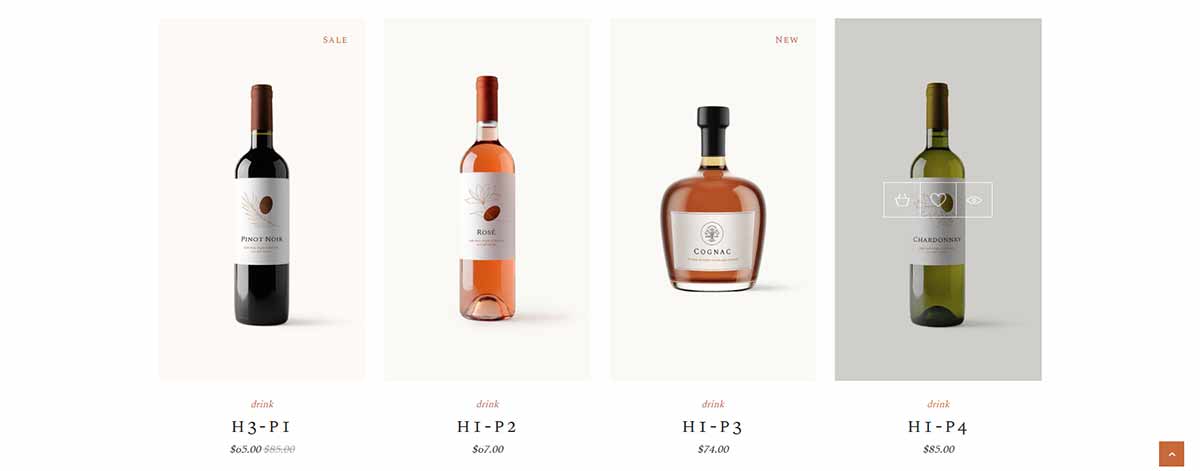 Sale
New
Pinot Noir
Rosé
Cognac
Chardonnay
drink
drink
drink
drink
H3-P1
H1-P2
H1-P3
H1-P4
$65.00 $85.00
$67.00
$74.00
$85.00